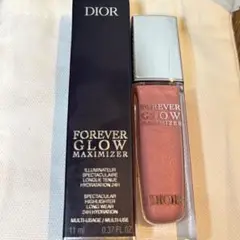 DIOR
FOREVER
GLOW
MAXIMIZER
ILLUMINATEUR
SPECTACULAIRE
LONGUE TENUE
HYDRATATION 24H
SPECTACULAR
HIGHLIGHTER
LONG WEAR
24H HYDRATION
MULTI-USAGE / MULTI-USE
11 ml 0.37 FL.OZ
FOREVER
GLOW
MAXIMIZER
DIOR